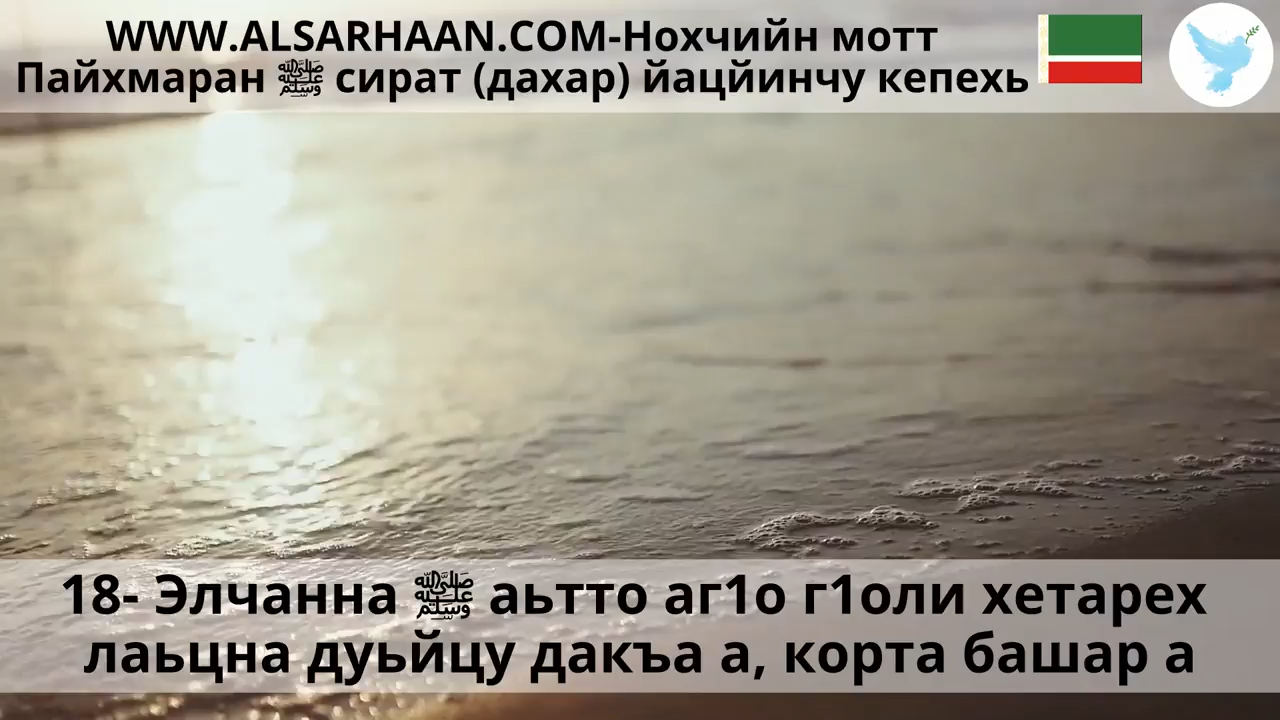 WWW.ALSARHAAN.COM-Нохчийн мотт
Пайхмаран ﷺ сират (дахар) йацйинчу кепехь
18- Элчанна ﷺ аьтто аг1о г1оли хетарех
лаьцна дуьйцу дакъа а, корта башар а